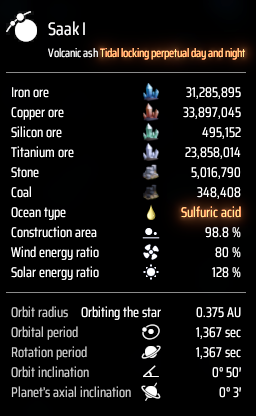 Saak I
Volcanic ash Tidal locking perpetual day and night
Iron ore 31,285,895
Copper ore 33,897,045
Silicon ore 495,152
Titanium ore 23,858,014
Stone 5,016,790
Coal 348,408
Ocean type Sulfuric acid
Construction area 98.8 %
Wind energy ratio 80 %
Solar energy ratio 128 %
Orbit radius Orbiting the star 0.375 AU
Orbital period 1,367 sec
Rotation period 1,367 sec
Orbit inclination 0° 50′
Planet's axial inclination 0° 3′